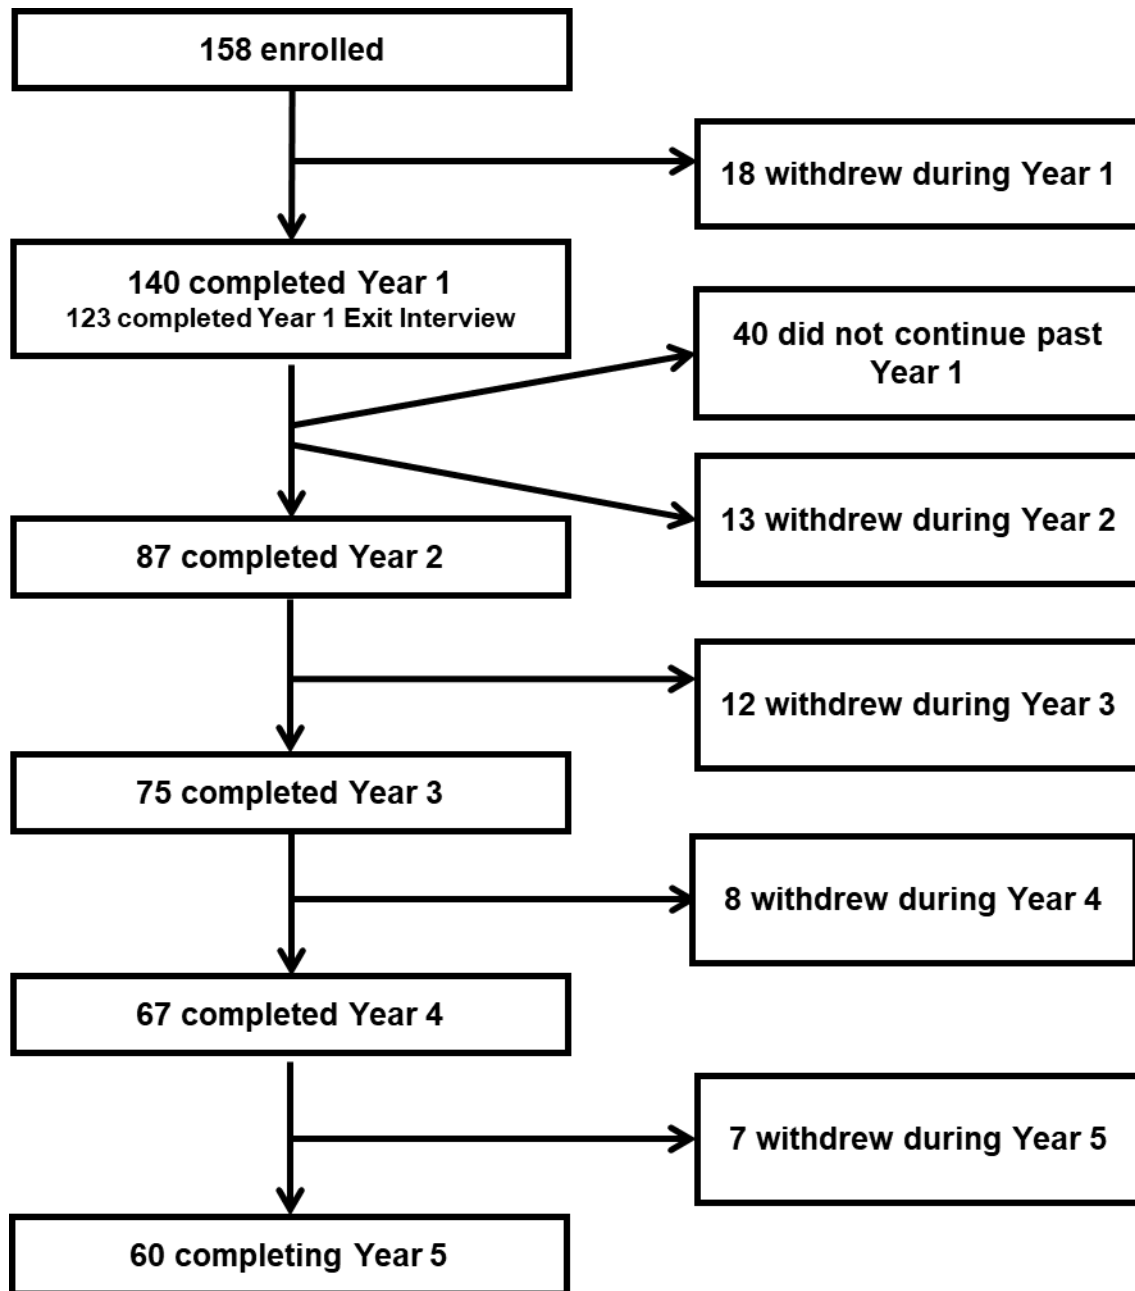 158 enrolled
18 withdrew during Year 1
140 completed Year 1
123 completed Year 1 Exit Interview
40 did not continue past
Year 1
13 withdrew during Year 2
87 completed Year 2
12 withdrew during Year 3
75 completed Year 3
8 withdrew during Year 4
67 completed Year 4
7 withdrew during Year 5
60 completing Year 5